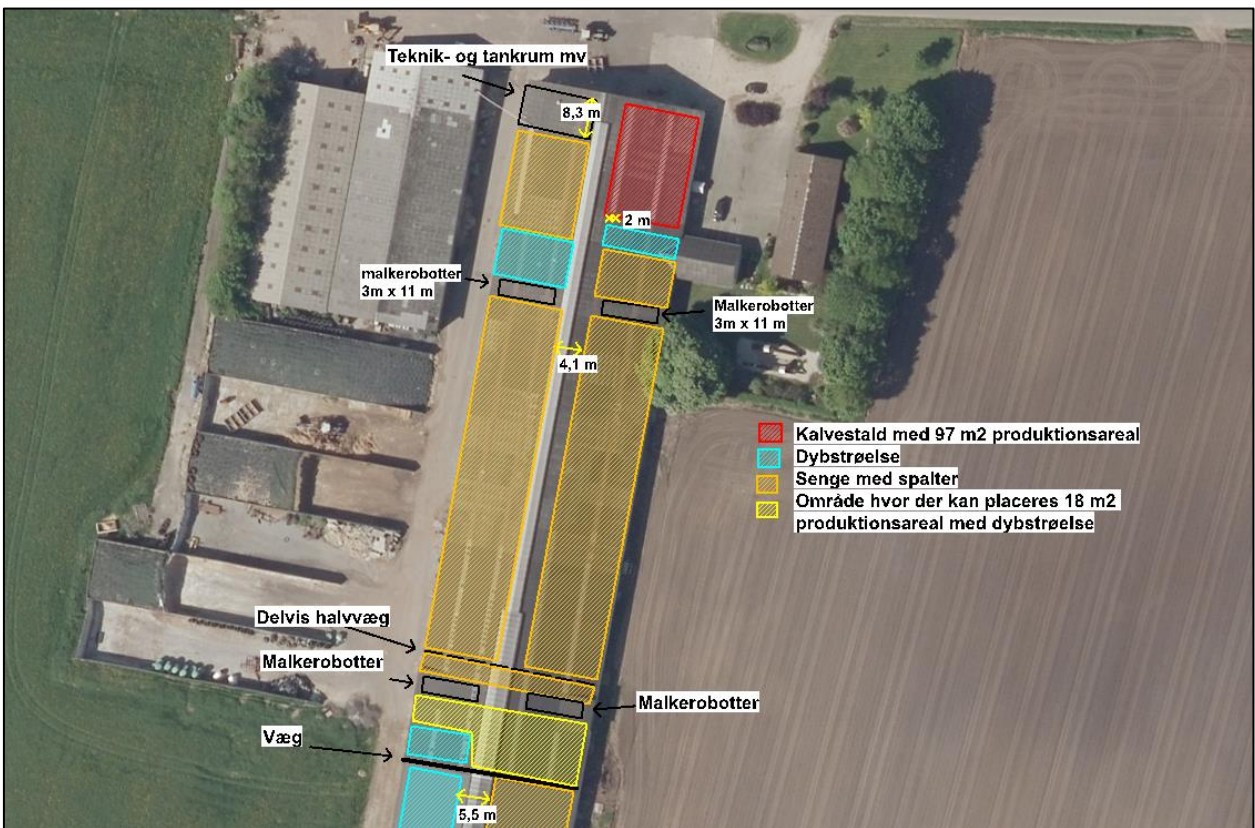 Teknik- og tankrum mv
8,3 m
2 m
malkerobotter
3m x 11 m
Malkerobotter
3m x 11 m
4,1 m
Kalvestald med 97 m2 produktionsareal
Dybstrøelse
Senge med spalter
Område hvor der kan placeres 18 m2
produktionsareal med dybstrøelse
Delvis halvvæg
Malkerobotter
Malkerobotter
Væg
5,5 m